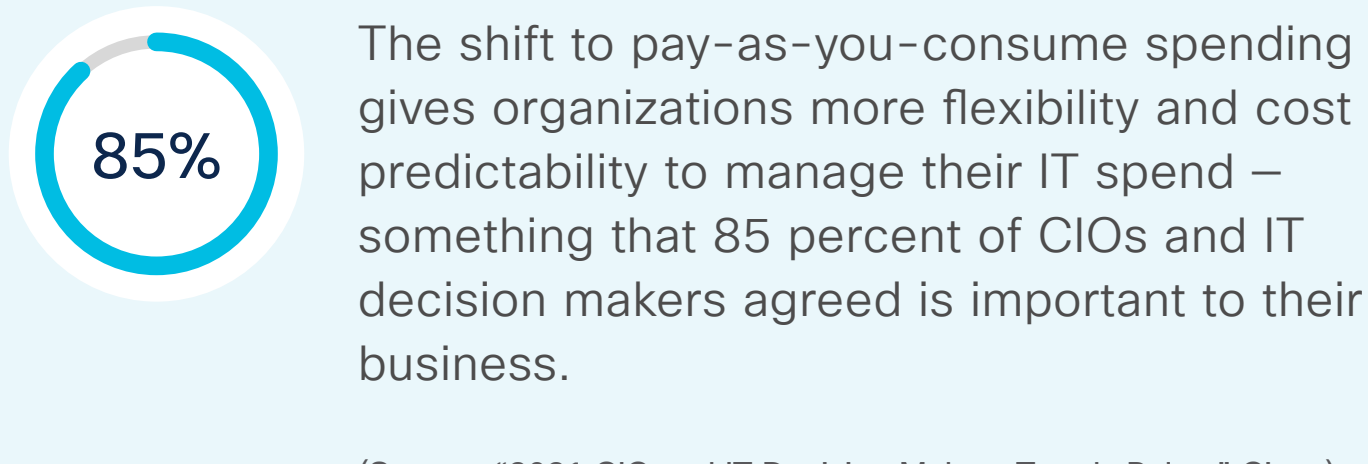 85%
The shift to pay-as-you-consume spending
gives organizations more flexibility and cost
predictability to manage their IT spend –
something that 85 percent of CIOs and IT
decision makers agreed is important to their
business.